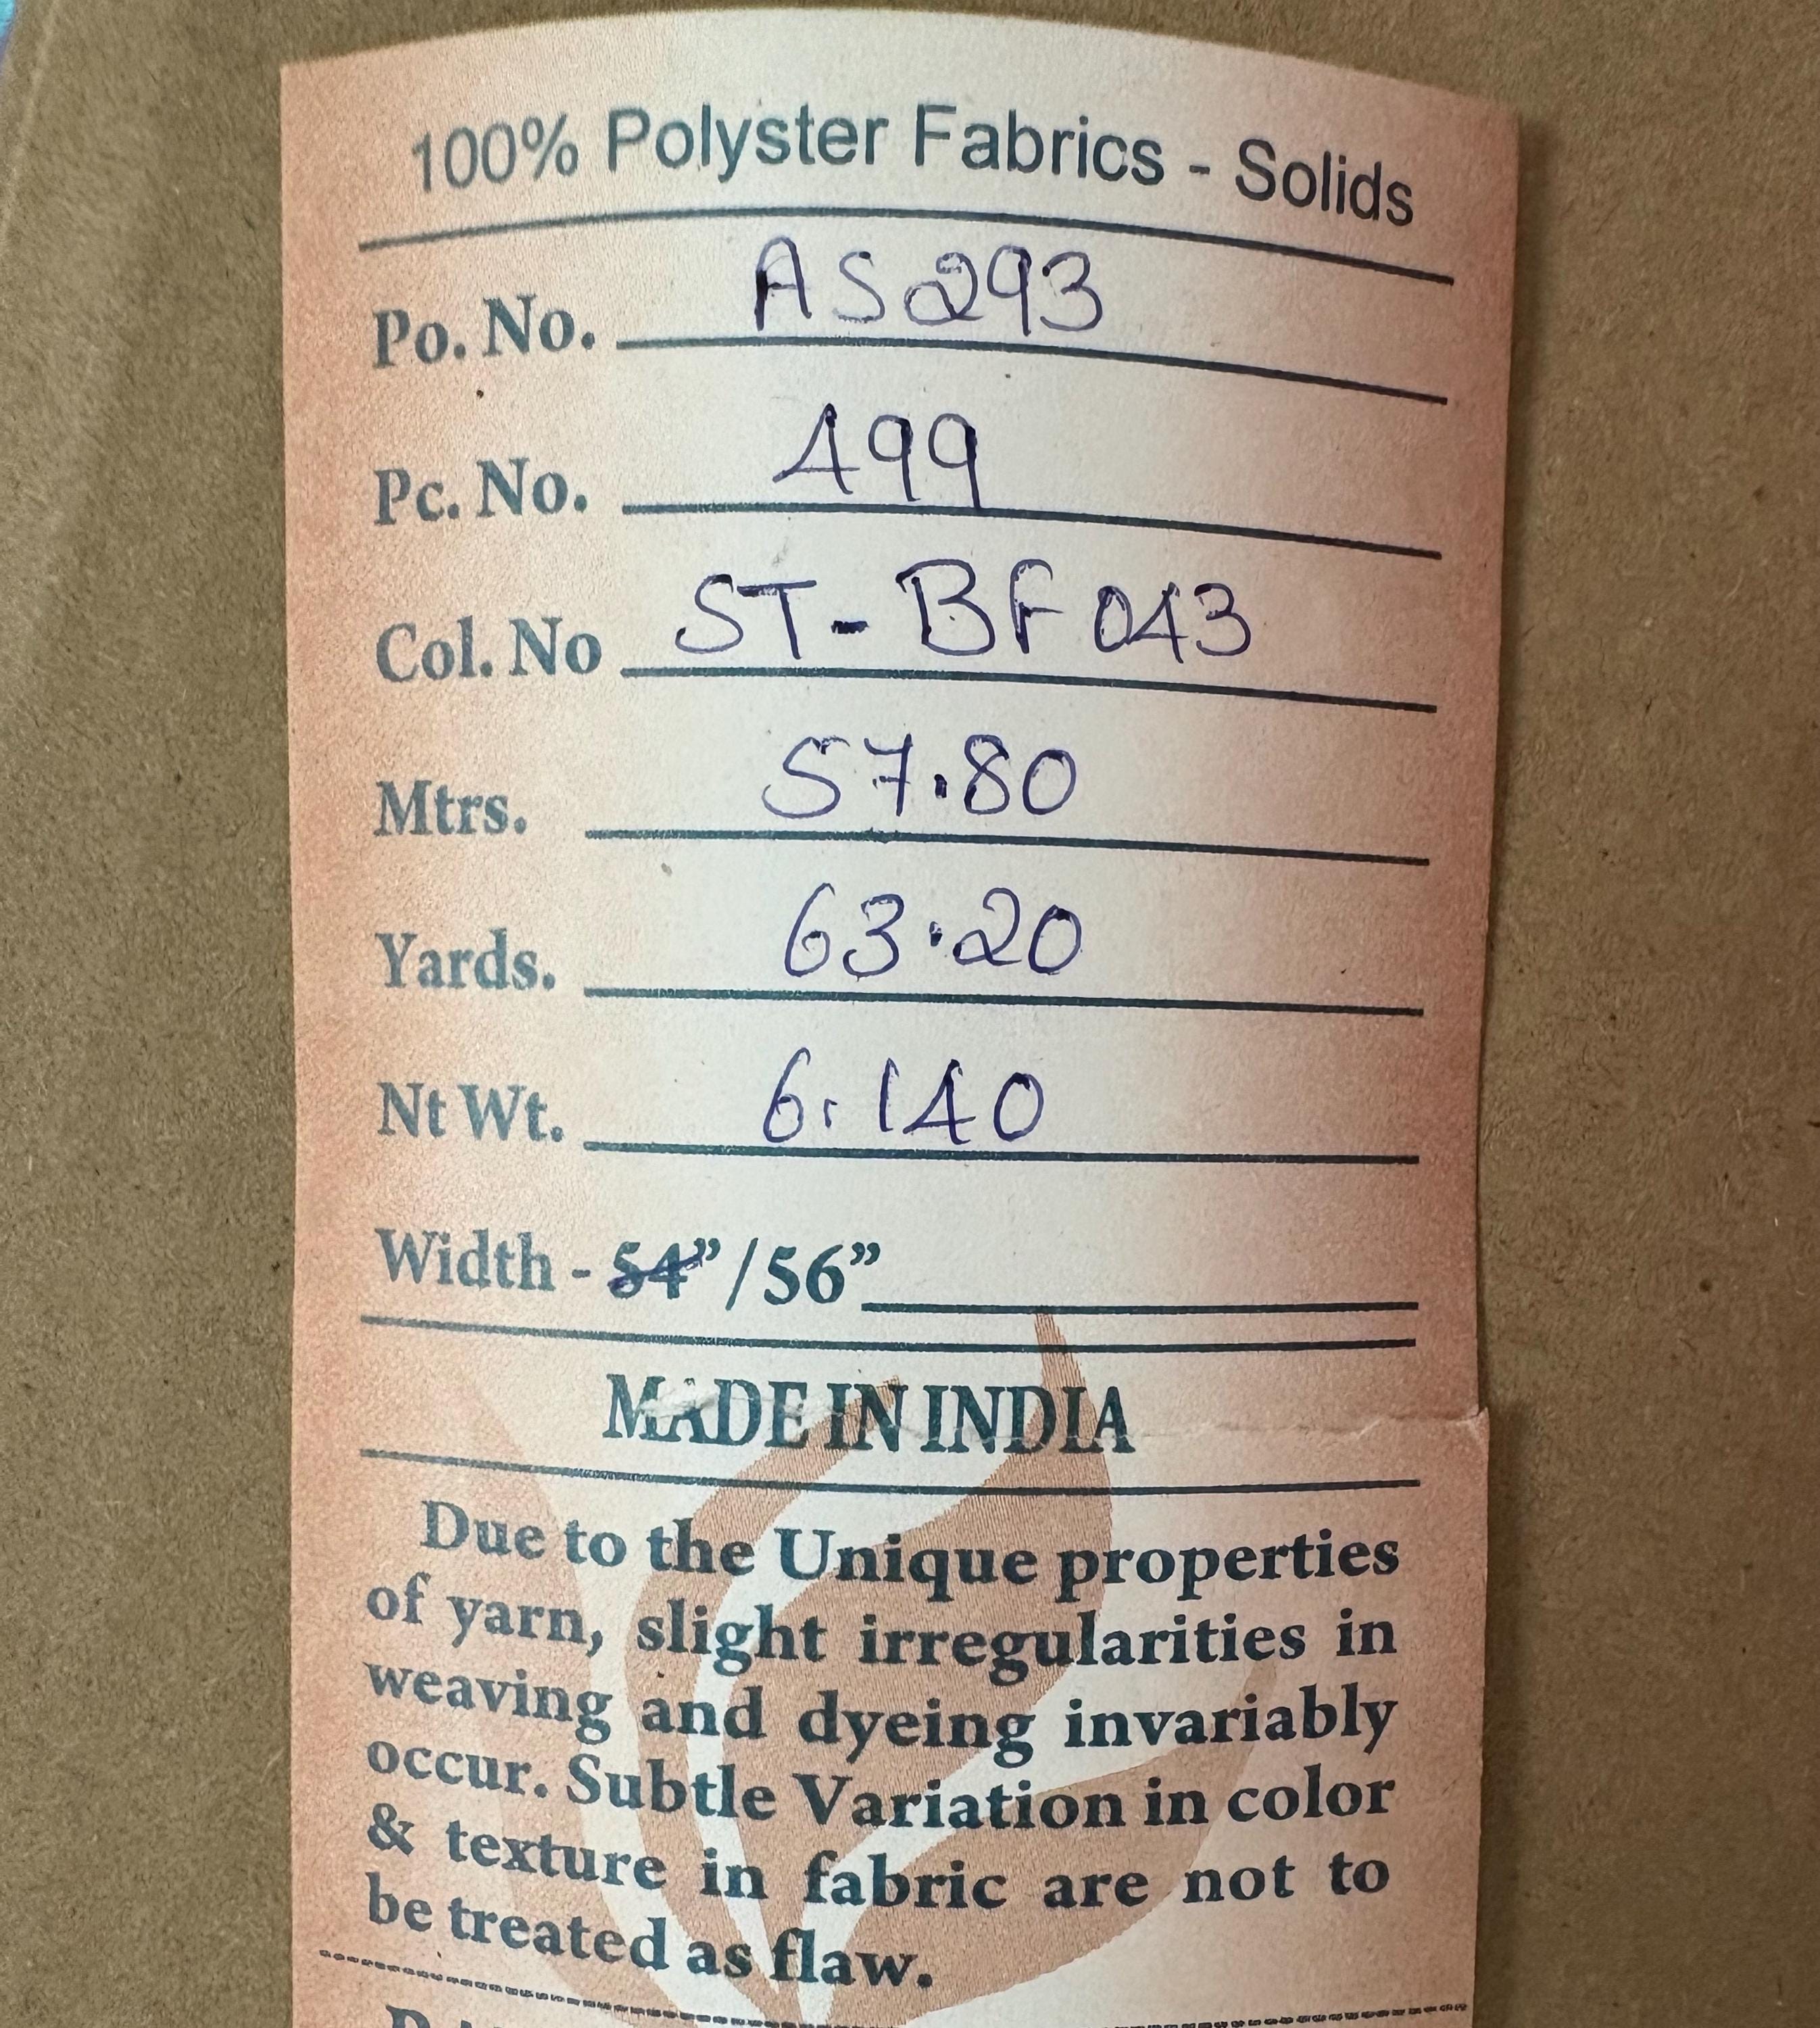 100% Polyster Fabrics - Solids
Po. No. AS293
Pc. No. 499
Col. No ST-BF043
Mtrs. 57.80
Yards. 63.20
Nt Wt. 6.140
Width - 54”/56”
MADE IN INDIA
Due to the Unique properties
of yarn, slight irregularities in
weaving and dyeing invariably
occur. Subtle Variation in color
& texture in fabric are not to
be treated as flaw.